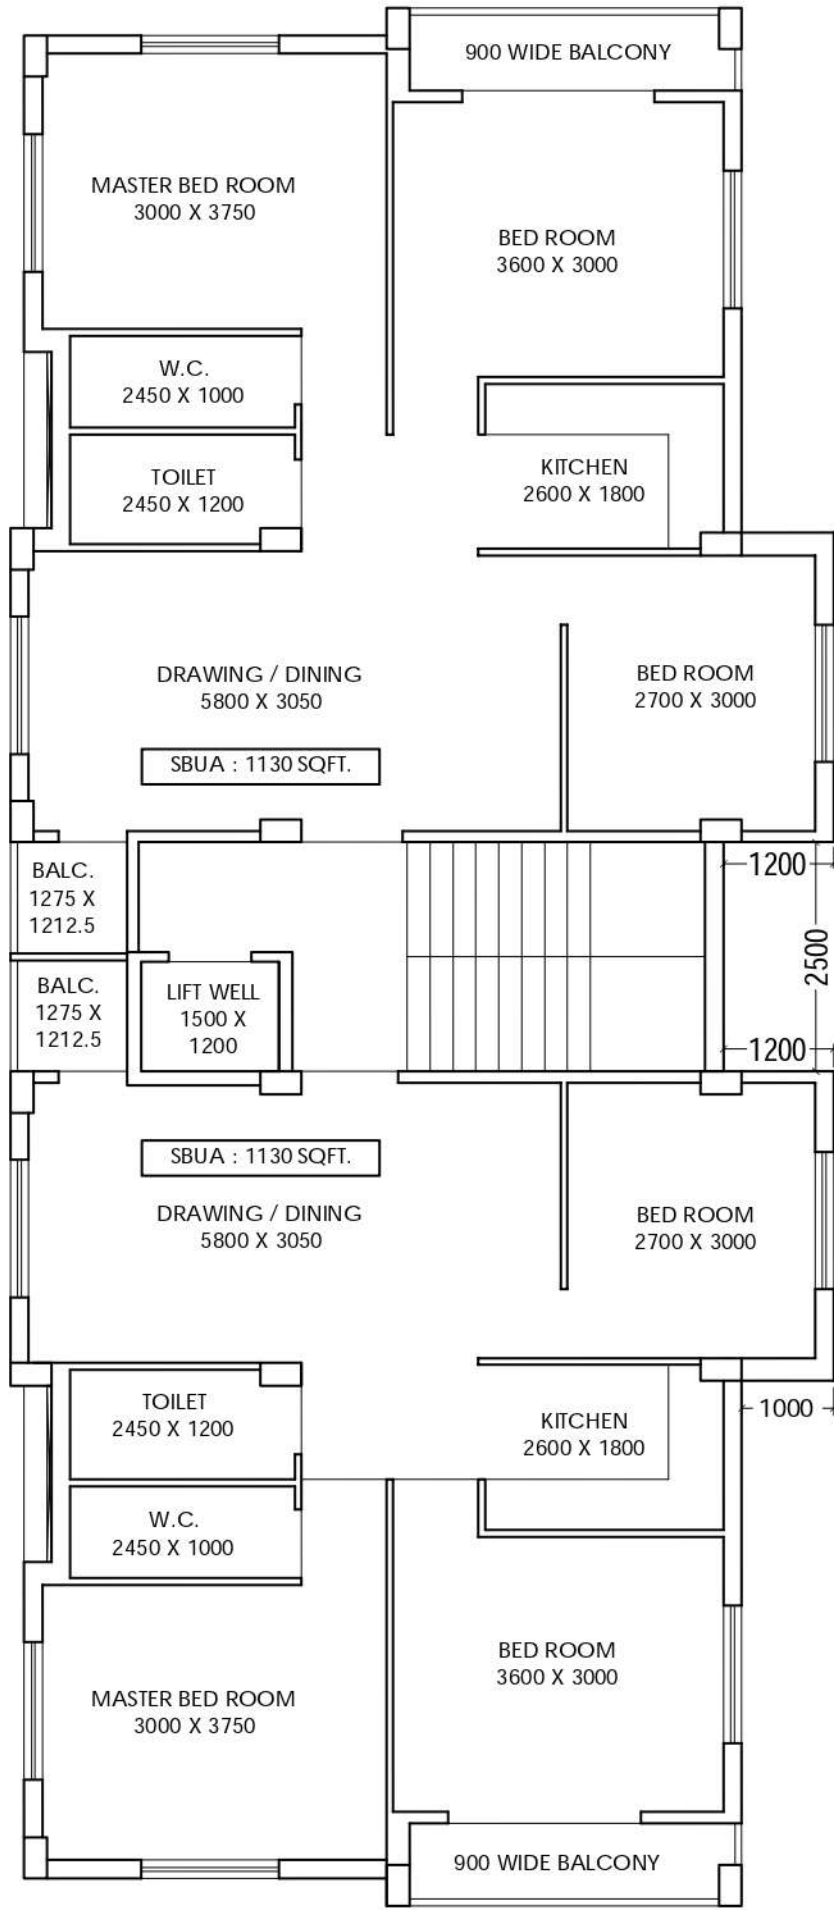 900 WIDE BALCONY
MASTER BED ROOM
3000 X 3750
BED ROOM
3600 X 3000
W.C.
2450 X 1000
TOILET
2450 X 1200
KITCHEN
2600 X 1800
DRAWING / DINING
5800 X 3050
BED ROOM
2700 X 3000
SBUA : 1130 SQFT.
BALC.
1275 X
1212.5
1200
2500
BALC.
1275 X
1212.5
LIFT WELL
1500 X
1200
1200
SBUA : 1130 SQFT.
DRAWING / DINING
5800 X 3050
BED ROOM
2700 X 3000
TOILET
2450 X 1200
KITCHEN
2600 X 1800
1000
W.C.
2450 X 1000
MASTER BED ROOM
3000 X 3750
BED ROOM
3600 X 3000
900 WIDE BALCONY